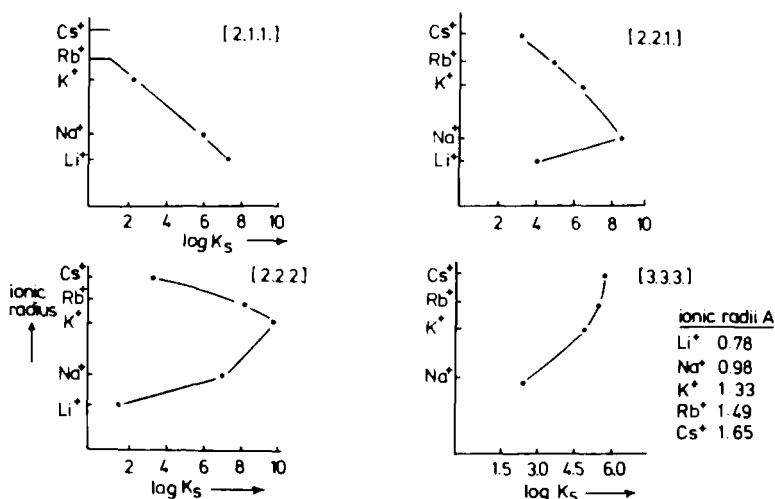 Cs+
[2.1.1.]
Rb+
K+
Na+
Li+
2 4 6 8 10
log Ks
Cs+
[2.2.1.]
Rb+
K+
Na+
Li+
2 4 6 8 10
Cs+
[2.2.2]
ionic
radius
Rb+
K+
Na+
Li+
0 2 4 6 8 10
log Ks
Cs+
[3.3.3.]
Rb+
K+
Na+
1.5 3.0 4.5 6.0
log Ks
ionic radii A
Li+ 0.78
Na+ 0.98
K+ 1.33
Rb+ 1.49
Cs+ 1.65